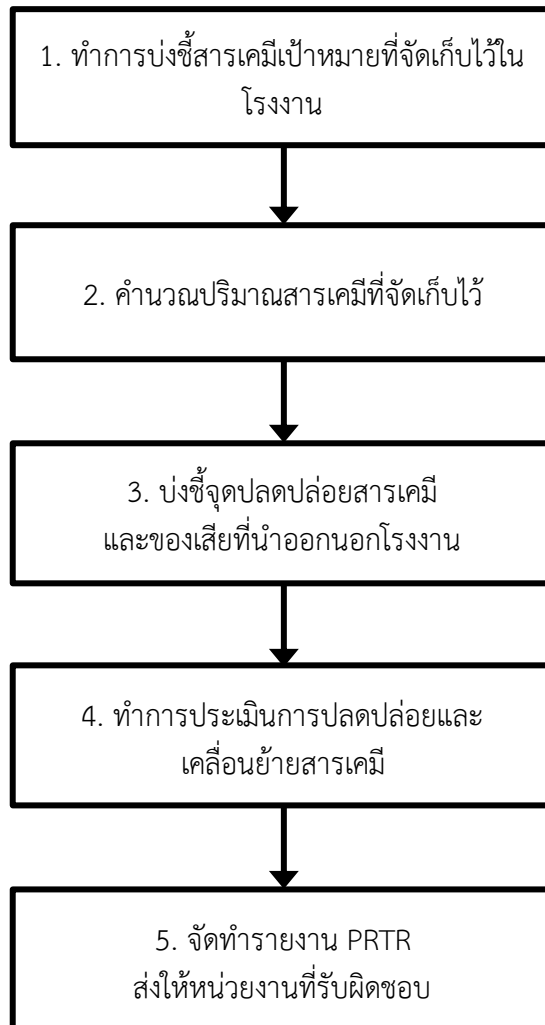 1. ทำการบ่งชี้สารเคมีเป้าหมายที่จัดเก็บไว้ใน
โรงงาน
2. คำนวณปริมาณสารเคมีที่จัดเก็บไว้
3. บ่งชี้จุดปลดปล่อยสารเคมี
และของเสียที่นำออกนอกโรงงาน
4. ทำการประเมินการปลดปล่อยและ
เคลื่อนย้ายสารเคมี
5. จัดทำรายงาน PRTR
ส่งให้หน่วยงานที่รับผิดชอบ